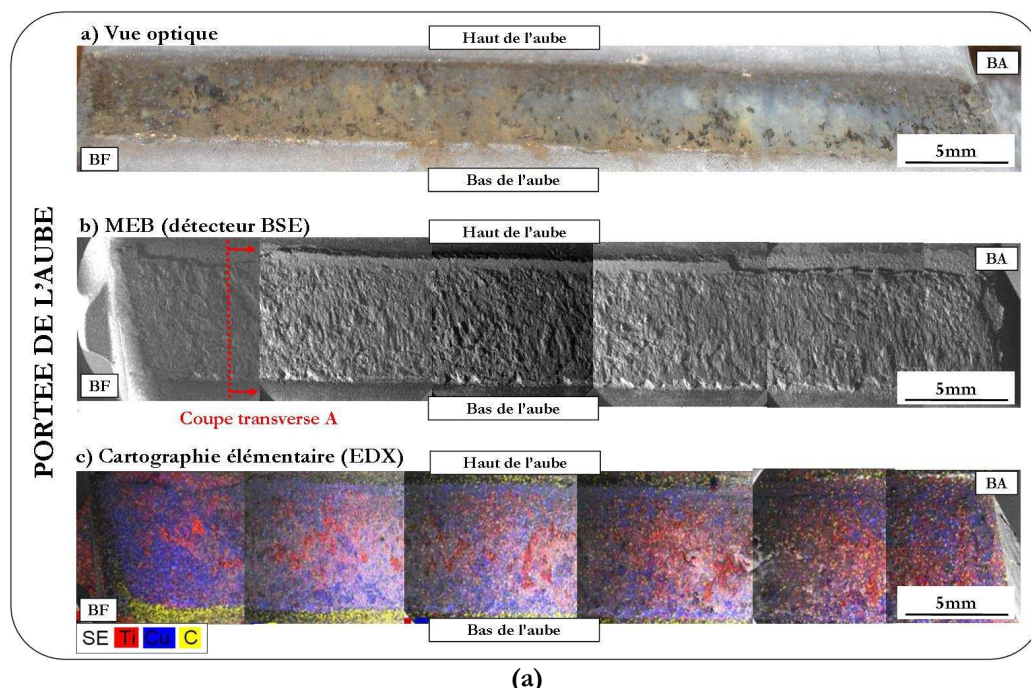 a) Vue optique
Haut de l'aube
BA
BF
5mm
Bas de l'aube
PORTEE DE L'AUBE
b) MEB (détecteur BSE)
Haut de l'aube
BA
BF
5mm
Coupe transverse A
Bas de l'aube
c) Cartographie élémentaire (EDX)
Haut de l'aube
BA
BF
5mm
SE Ti Cu C
Bas de l'aube
(a)